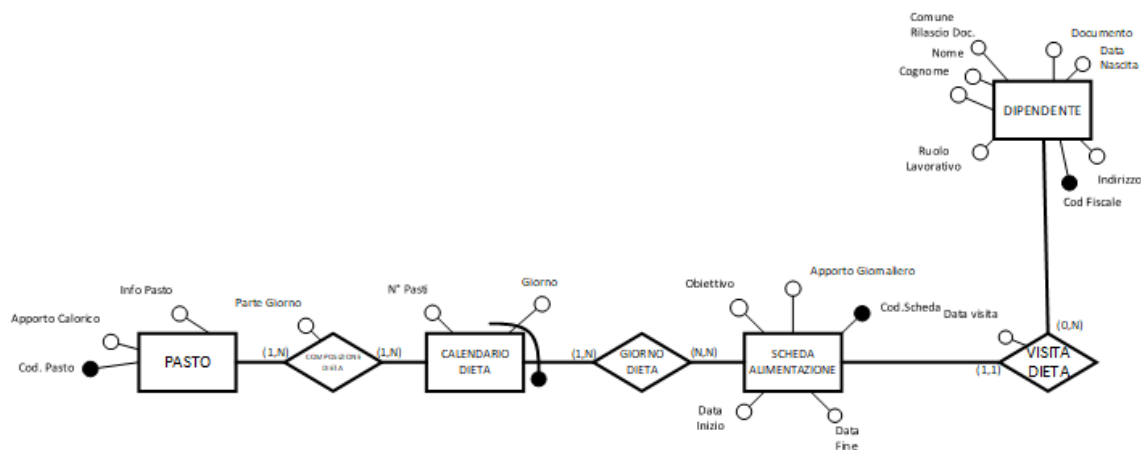 Comune
Rilascio Doc.
Documento
Nome
Data
Nascita
Cognome
DIPENDENTE
Ruolo
Lavorativo
Indirizzo
Cod Fiscale
Info Pasto
Parte Giorno
N° Pasti
Giorno
Obiettivo
Apporto Giornaliero
Apporto Calorico
Cod.Scheda
Data visita
(0,N)
Cod. Pasto
PASTO
(1,N)
COMPOSIZIONE
DIETA
(1,N)
CALENDARIO
DIETA
(1,N)
GIORNO
DIETA
(N,N)
SCHEDA
ALIMENTAZIONE
(1,1)
VISITA
DIETA
Data
Inizio
Data
Fine